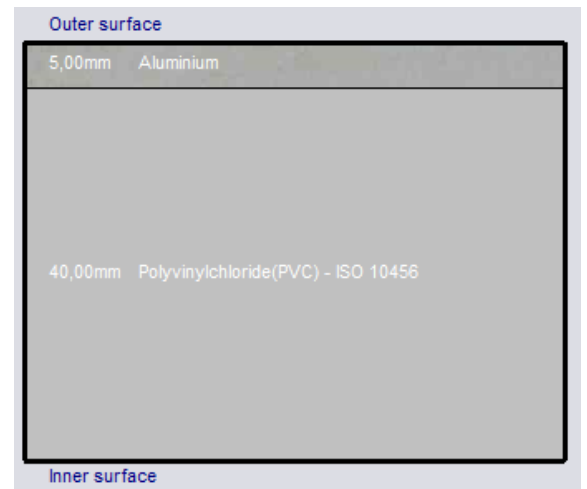 Outer surface
5,00mm Aluminium
40,00mm Polyvinylchloride(PVC) - ISO 10456
Inner surface